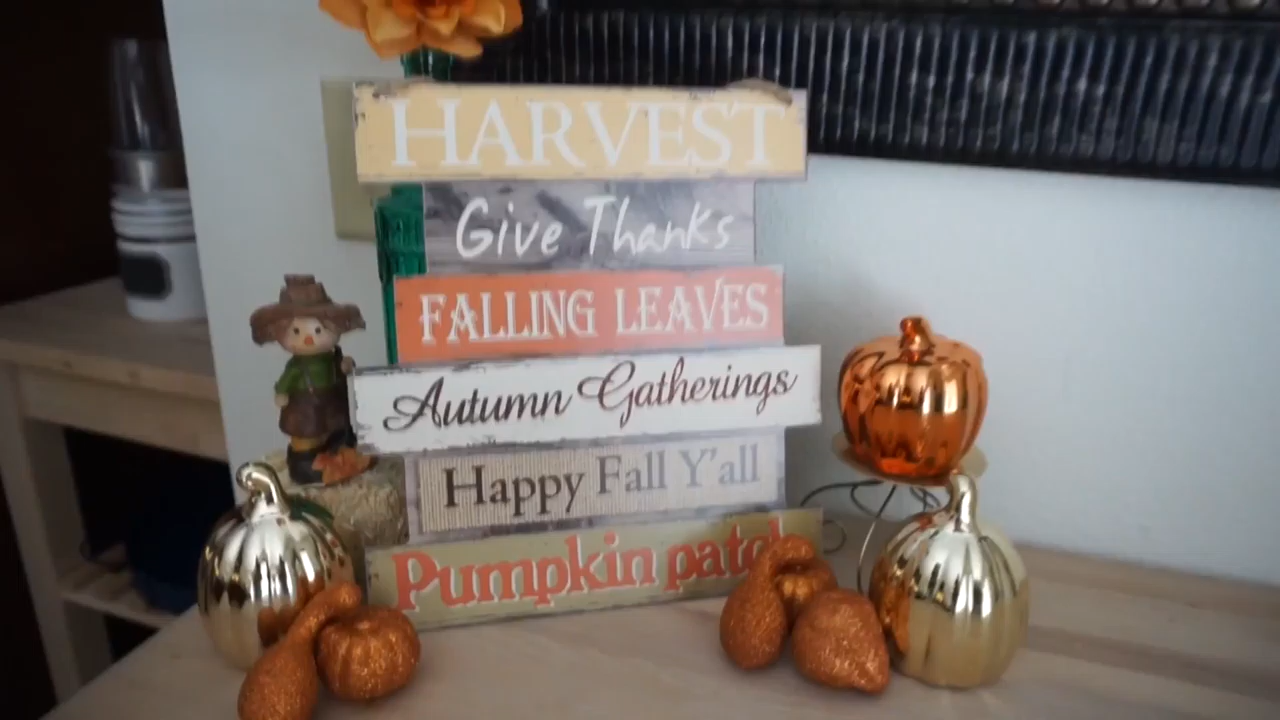 HARVEST
Give Thanks
FALLING LEAVES
Autumn Gatherings
Happy Fall Y'all
Pumpkin patch